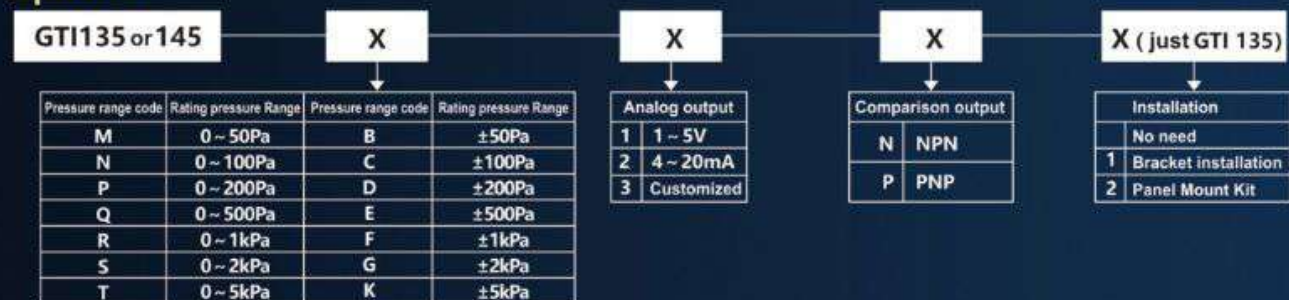 GTI135 or 145 X X X X ( just GTI 135)
Pressure range code Rating pressure Range Pressure range code Rating pressure Range
M 0~50Pa B ±50Pa
N 0~100Pa C ±100Pa
P 0~200Pa D ±200Pa
Q 0~500Pa E ±500Pa
R 0~1kPa F ±1kPa
S 0~2kPa G ±2kPa
T 0~5kPa K ±5kPa
Analog output
1 1~5V
2 4~20mA
3 Customized
Comparison output
N NPN
P PNP
Installation
No need
1 Bracket installation
2 Panel Mount Kit